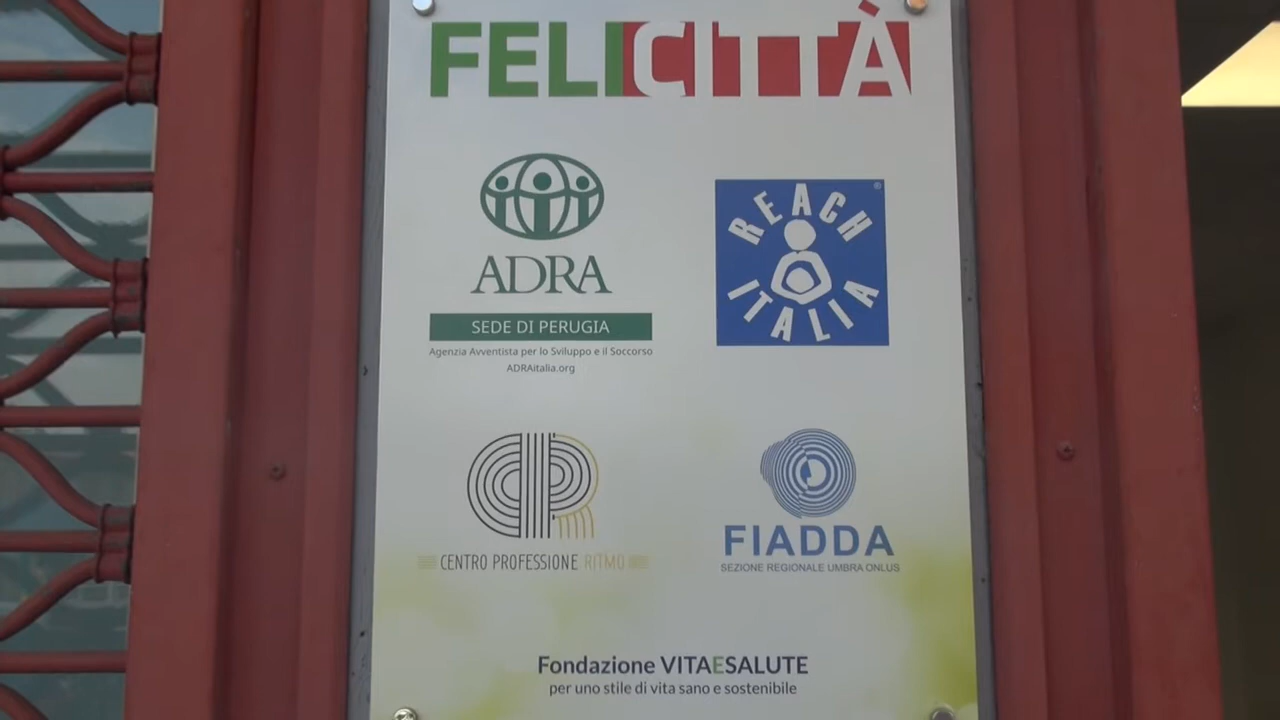 FELICITTÀ
ADRA
SEDE DI PERUGIA
Agenzia Avventista per lo Sviluppo e il Soccorso
ADRAitalia.org
REACH
ITALIA
®
CPR
CENTRO PROFESSIONE RITMO
FIADDA
SEZIONE REGIONALE UMBRA ONLUS
Fondazione VITAESALUTE
per uno stile di vita sano e sostenibile